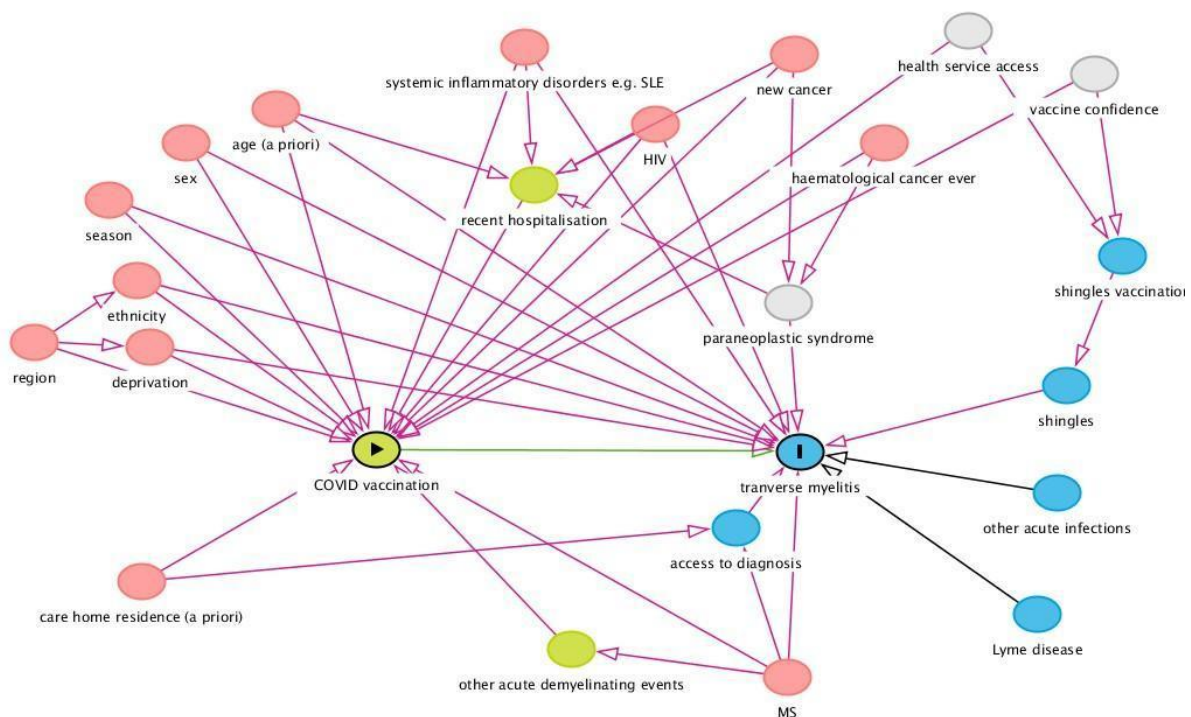 health service access
systemic inflammatory disorders e.g. SLE
new cancer
vaccine confidence
age (a priori)
HIV
sex
haematological cancer ever
recent hospitalisation
season
shingles vaccination
ethnicity
paraneoplastic syndrome
region
deprivation
shingles
COVID vaccination
tranverse myelitis
other acute infections
access to diagnosis
care home residence (a priori)
Lyme disease
other acute demyelinating events
MS